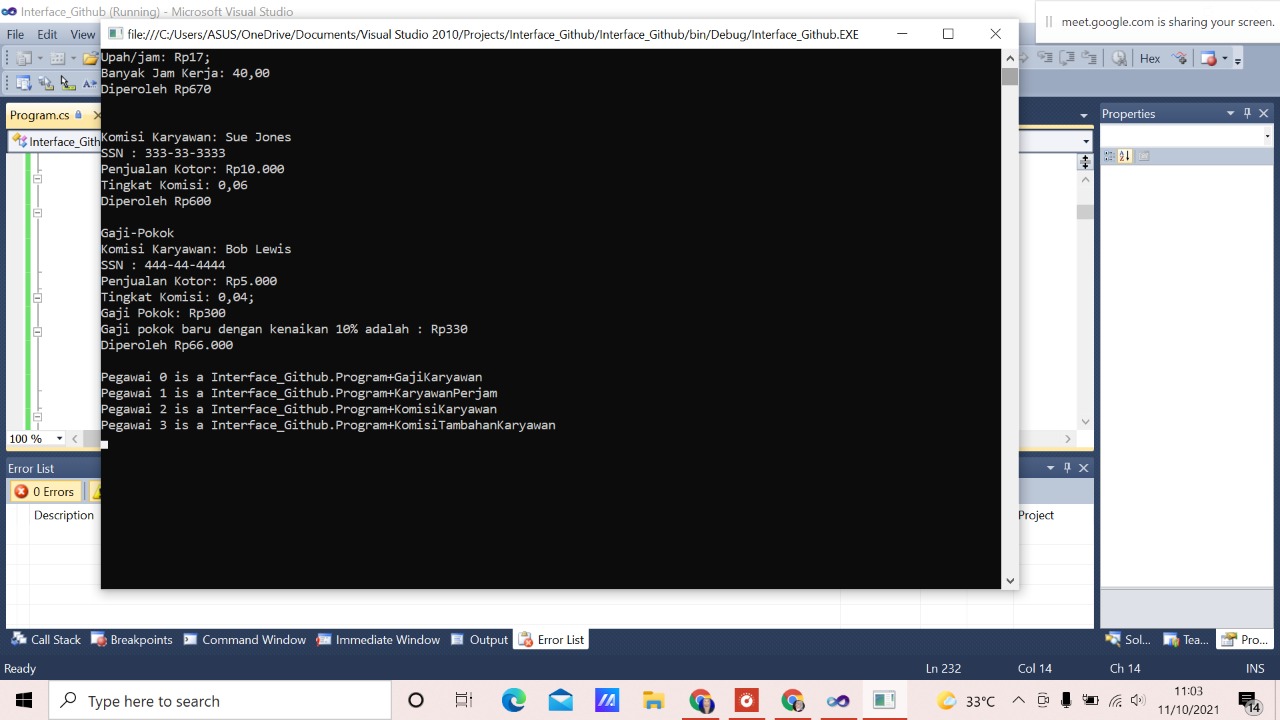 Interface_Github (Running) - Microsoft Visual Studio
meet.google.com is sharing your screen.
File Edit View
file:///C:/Users/ASUS/OneDrive/Documents/Visual Studio 2010/Projects/Interface_Github/Interface_Github/bin/Debug/Interface_Github.EXE
Hex
Program.cs
Properties
Interface_Gith
Upah/jam: Rp17;
Banyak Jam Kerja: 40,00
Diperoleh Rp670
Komisi Karyawan: Sue Jones
SSN : 333-33-3333
Penjualan Kotor: Rp10.000
Tingkat Komisi: 0,06
Diperoleh Rp600
Gaji-Pokok
Komisi Karyawan: Bob Lewis
SSN : 444-44-4444
Penjualan Kotor: Rp5.000
Tingkat Komisi: 0,04;
Gaji Pokok: Rp300
Gaji pokok baru dengan kenaikan 10% adalah : Rp330
Diperoleh Rp66.000
Pegawai 0 is a Interface_Github.Program+GajiKaryawan
Pegawai 1 is a Interface_Github.Program+KaryawanPerjam
Pegawai 2 is a Interface_Github.Program+KomisiKaryawan
Pegawai 3 is a Interface_Github.Program+KomisiTambahanKaryawan
100 %
Error List
0 Errors
Description Project
Call Stack Breakpoints Command Window Immediate Window Output Error List Sol... Tea... Pro...
Ready Ln 232 Col 14 Ch 14 INS
Type here to search 33°C 11:03
11/10/2021 14